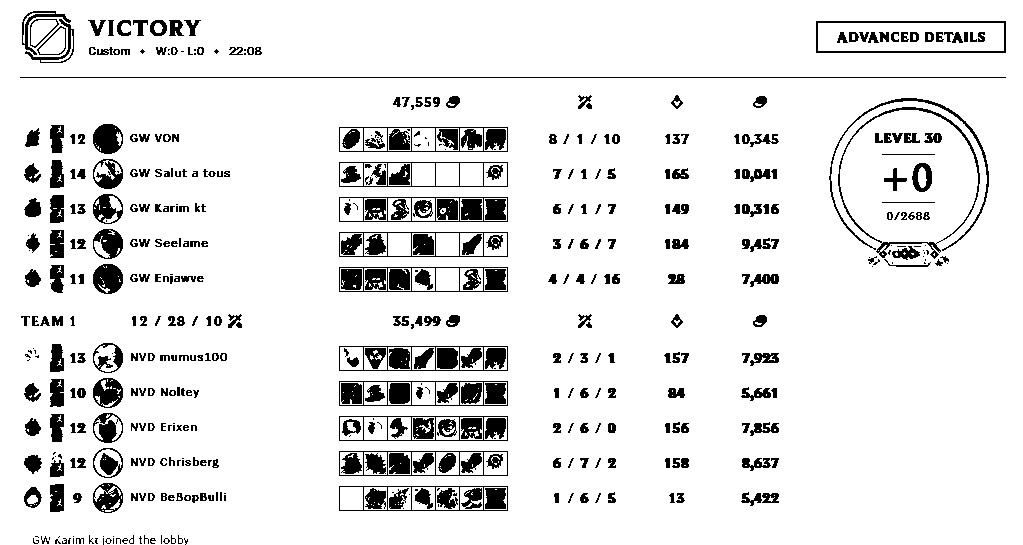 VICTORY
Custom • W:0 - L:0 • 22:08
ADVANCED DETAILS
47,559
12 GW VON 8 / 1 / 10 137 10,345
14 GW Salut a tous 7 / 1 / 5 165 10,041
13 GW Karim kt 6 / 1 / 7 149 10,316
12 GW Seelame 3 / 6 / 7 184 9,457
11 GW Enjawve 4 / 4 / 16 28 7,400
LEVEL 30
+0
0/2688
TEAM 1 12 / 28 / 10 35,499
13 NVD mumus100 2 / 3 / 1 157 7,923
10 NVD Noltey 1 / 6 / 2 84 5,661
12 NVD Erixen 2 / 6 / 0 156 7,856
12 NVD Chrisberg 6 / 7 / 2 158 8,637
9 NVD BeBopBulli 1 / 6 / 5 13 5,422
GW Karim kt joined the lobby